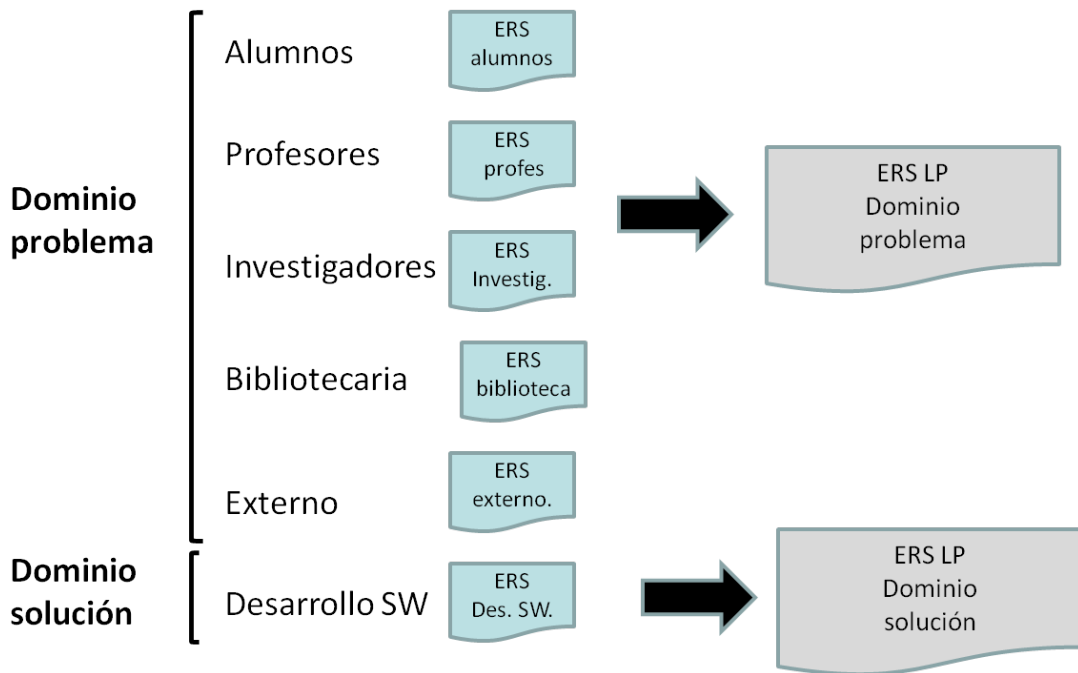 Dominio
problema
Alumnos
ERS
alumnos
Profesores
ERS
profes
Investigadores
ERS
Investig.
Bibliotecaria
ERS
biblioteca
Externo
ERS
externo.
ERS LP
Dominio
problema
Dominio
solución
Desarrollo SW
ERS
Des. SW.
ERS LP
Dominio
solución